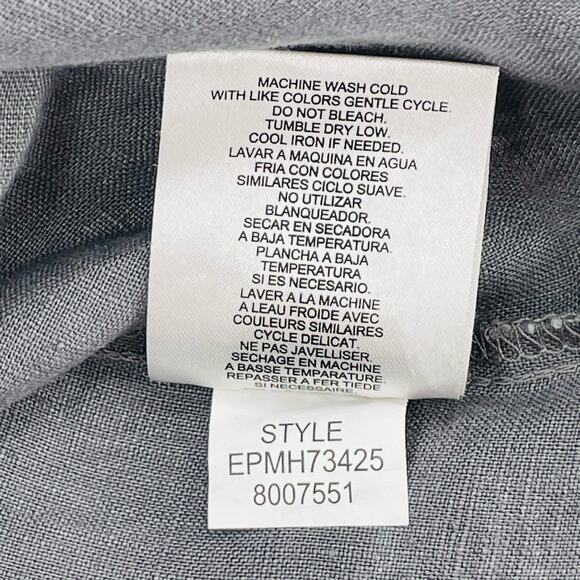 MACHINE WASH COLD
WITH LIKE COLORS GENTLE CYCLE.
DO NOT BLEACH.
TUMBLE DRY LOW.
COOL IRON IF NEEDED.
LAVAR A MAQUINA EN AGUA
FRIA CON COLORES
SIMILARES CICLO SUAVE.
NO UTILIZAR
BLANQUEADOR.
SECAR EN SECADORA
A BAJA TEMPERATURA.
PLANCHA A BAJA
TEMPERATURA
SI ES NECESARIO.
LAVER A LA MACHINE
A LEAU FROIDE AVEC
COULEURS SIMILAIRES
CYCLE DELICAT.
NE PAS JAVELLISER.
SECHAGE EN MACHINE
A BASSE TEMPARATURE.
REPASSER A FER TIEDE
SI NECESSAIRE.
STYLE
EPMH73425
8007551